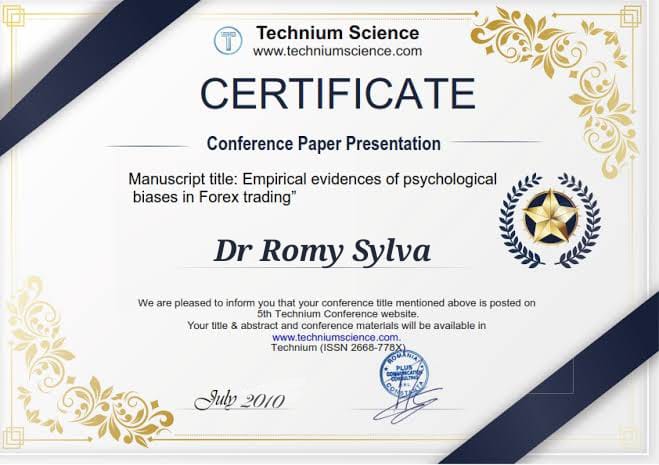 T
Technium Science
www.techniumscience.com
CERTIFICATE
Conference Paper Presentation
Manuscript title: Empirical evidences of psychological
biases in Forex trading”
Dr Romy Sylva
We are pleased to inform you that your conference title mentioned above is posted on
5th Technium Conference website.
Your title & abstract and conference materials will be available in
www.techniumscience.com.
Technium (ISSN 2668-778X)
ROMANIA
PLUS
COMMUNICATION
CONSULTING
SRL
CONSTANTA
July 2010